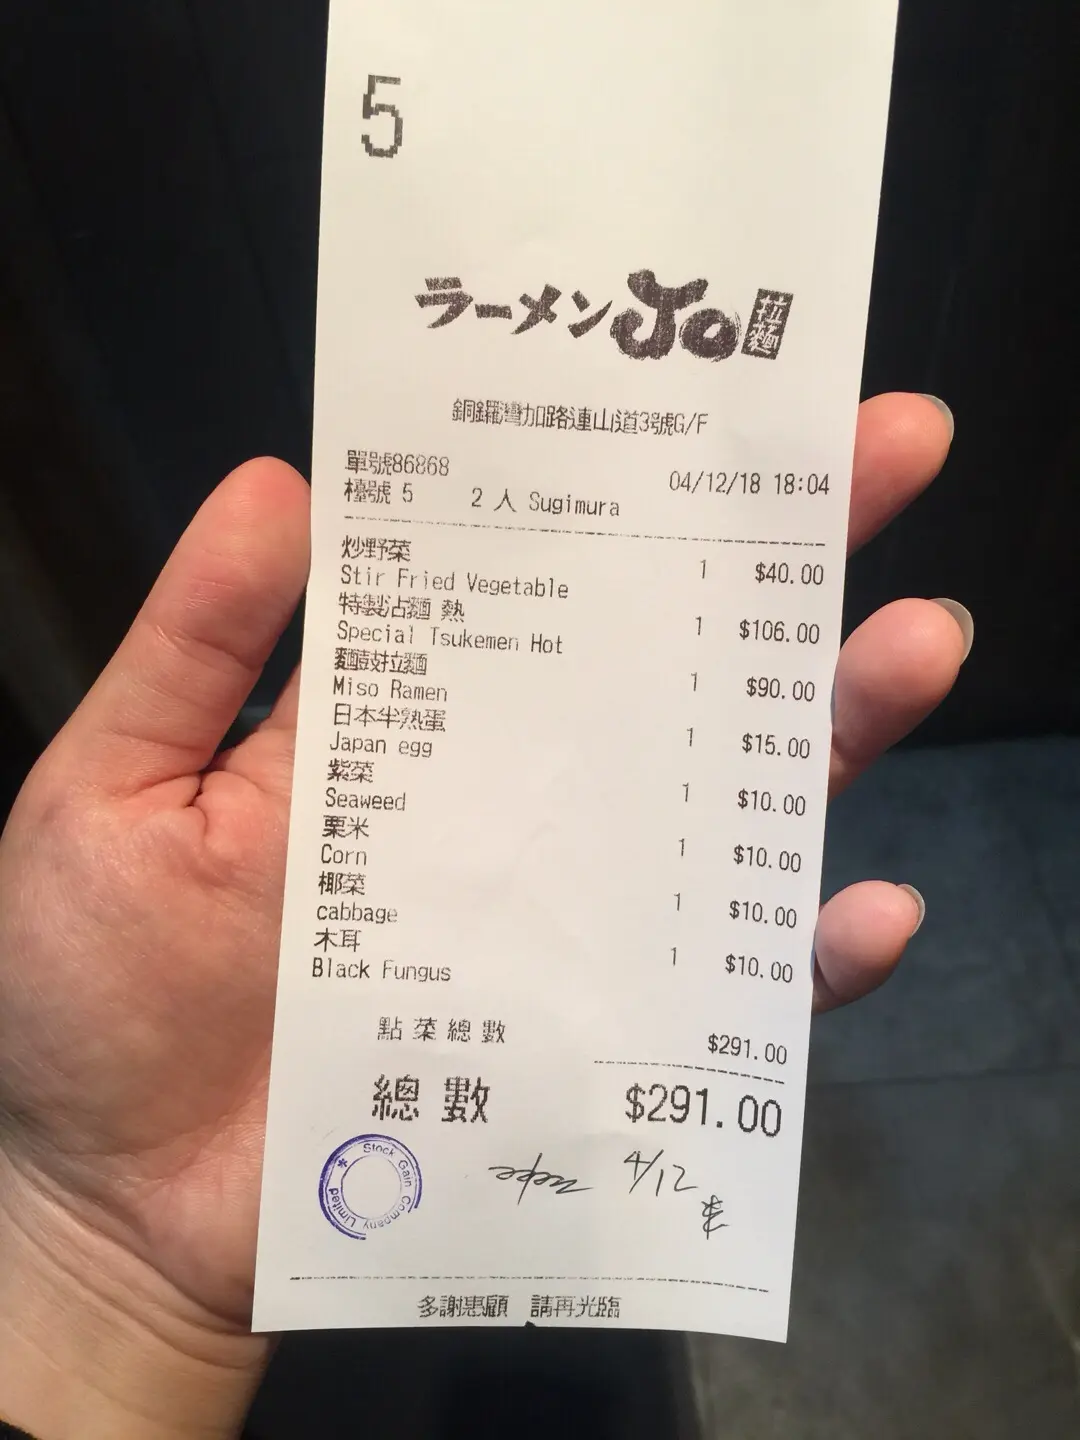 5
ラーメン Jo 拉麵
銅鑼灣加路連山道3號G/F
單號86868 04/12/18 18:04
檯號 5 2 人 Sugimura
炒野菜 1 $40.00
Stir Fried Vegetable
特製沾麵 熱 1 $106.00
Special Tsukemen Hot
麵豉拉麵 1 $90.00
Miso Ramen
日本半熟蛋 1 $15.00
Japan egg
紫菜 1 $10.00
Seaweed
粟米 1 $10.00
Corn
椰菜 1 $10.00
cabbage
木耳 1 $10.00
Black Fungus
點菜總數 $291.00
總數 $291.00
Stock Gain Company Limited *
4/12
多謝惠顧 請再光臨